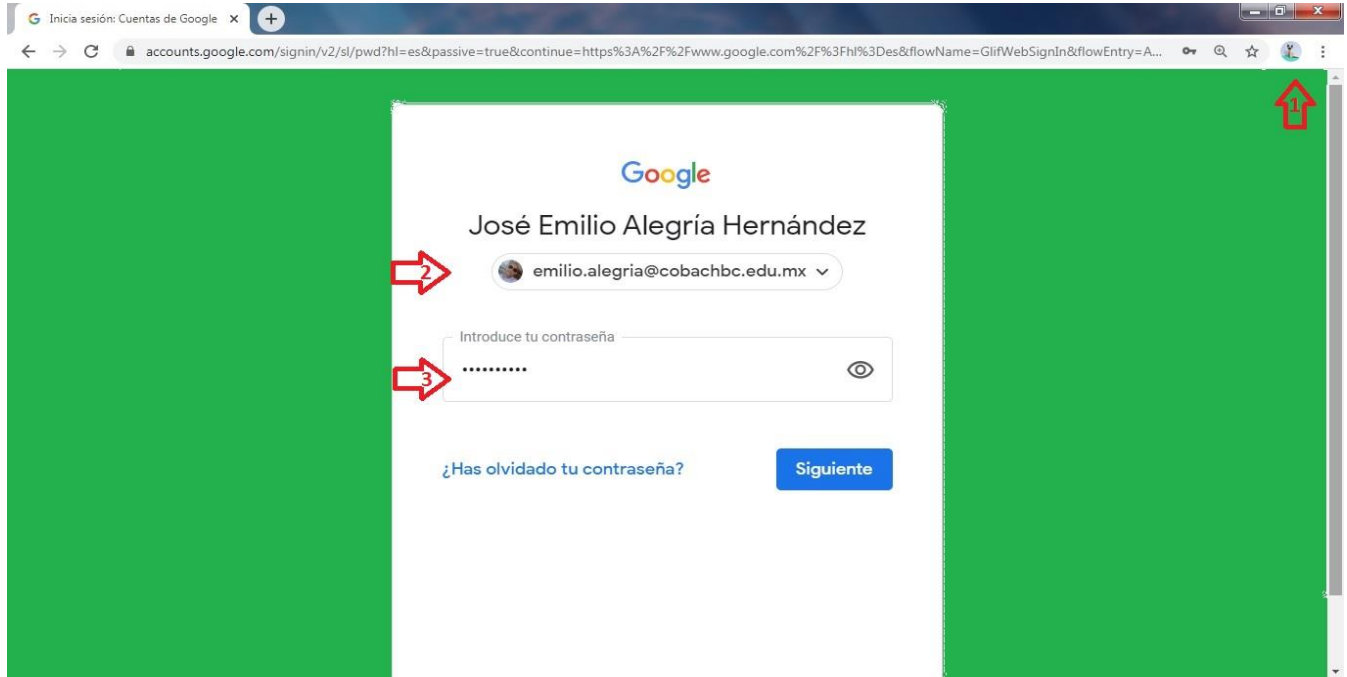 Inicia sesión: Cuentas de Google
accounts.google.com/signin/v2/sl/pwd?hl=es&passive=true&continue=https%3A%2F%2Fwww.google.com%2F%3Fhl%3Des&flowName=GlifWebSignIn&flowEntry=A...
1
Google
José Emilio Alegría Hernández
2
emilio.alegria@cobachbc.edu.mx
Introduce tu contraseña
3
••••••••••
¿Has olvidado tu contraseña?
Siguiente